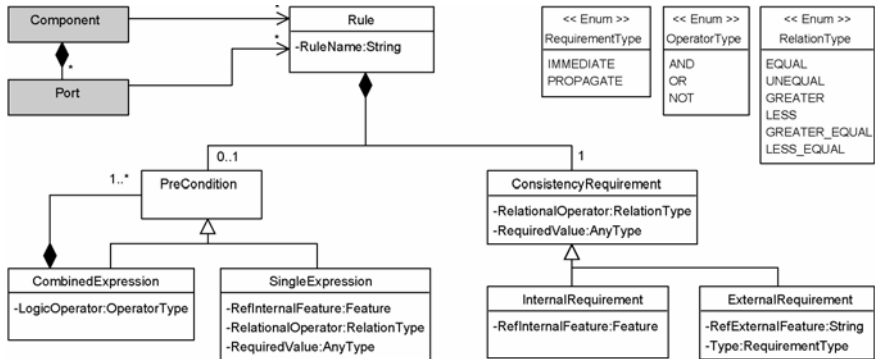 Component
Port
*
*
*
Rule
-RuleName:String
<< Enum >>
RequirementType
IMMEDIATE
PROPAGATE
<< Enum >>
OperatorType
AND
OR
NOT
<< Enum >>
RelationType
EQUAL
UNEQUAL
GREATER
LESS
GREATER_EQUAL
LESS_EQUAL
0..1
1
1..*
PreCondition
ConsistencyRequirement
-RelationalOperator:RelationType
-RequiredValue:AnyType
CombinedExpression
-LogicOperator:OperatorType
SingleExpression
-RefInternalFeature:Feature
-RelationalOperator:RelationType
-RequiredValue:AnyType
InternalRequirement
-RefInternalFeature:Feature
ExternalRequirement
-RefExternalFeature:String
-Type:RequirementType